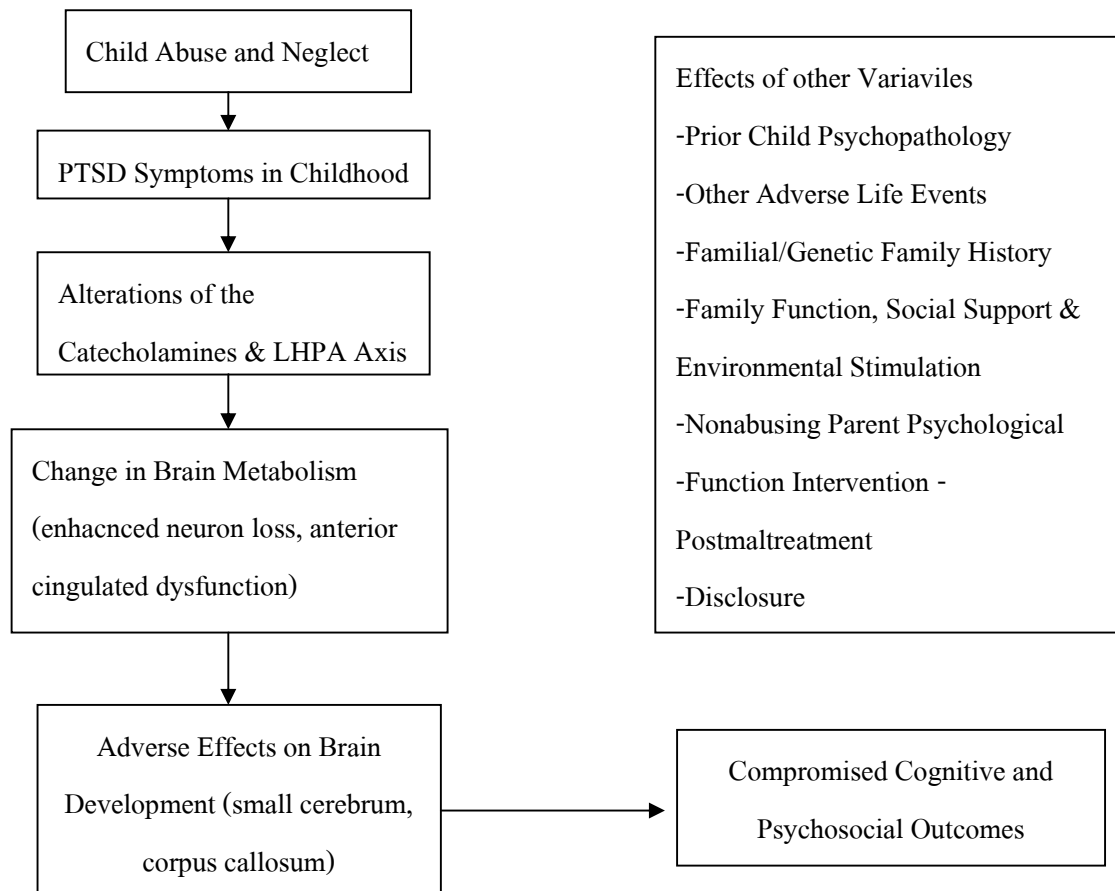 Child Abuse and Neglect
PTSD Symptoms in Childhood
Alterations of the
Catecholamines & LHPA Axis
Change in Brain Metabolism
(enhacnced neuron loss, anterior
cingulated dysfunction)
Adverse Effects on Brain
Development (small cerebrum,
corpus callosum)
Compromised Cognitive and
Psychosocial Outcomes
Effects of other Variaviles
-Prior Child Psychopathology
-Other Adverse Life Events
-Familial/Genetic Family History
-Family Function, Social Support &
Environmental Stimulation
-Nonabusing Parent Psychological
-Function Intervention -
Postmaltreatment
-Disclosure